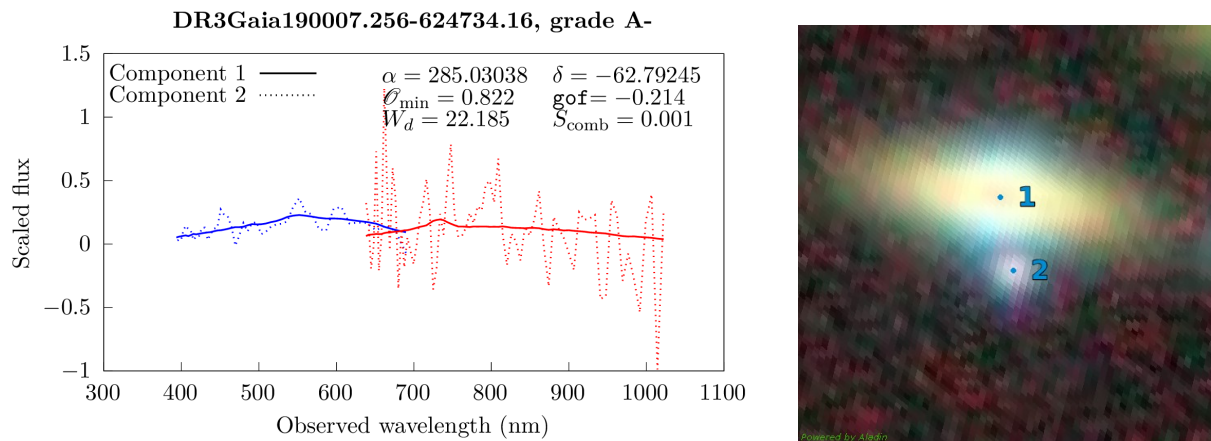 DR3Gaia190007.256-624734.16, grade A-
1.5
1
0.5
0
−0.5
−1
300 400 500 600 700 800 900 1000 1100
Scaled flux
Observed wavelength (nm)
Component 1
Component 2
α = 285.03038 δ = −62.79245
𝒪min = 0.822 gof= −0.214
Wd = 22.185 Scomb = 0.001
1
2
Powered by Aladin